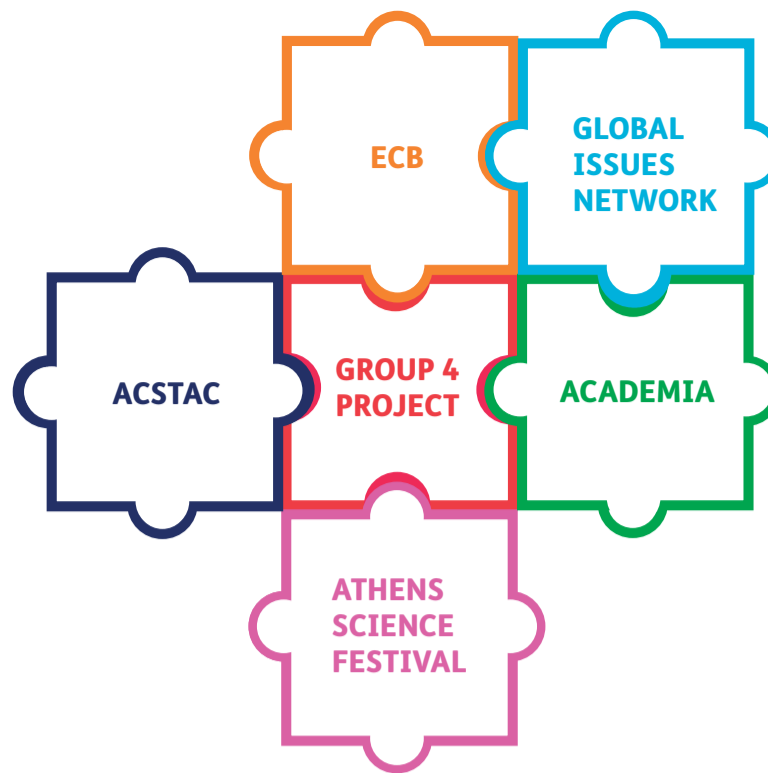 ECB
GLOBAL
ISSUES
NETWORK
ACSTAC
GROUP 4
PROJECT
ACADEMIA
ATHENS
SCIENCE
FESTIVAL